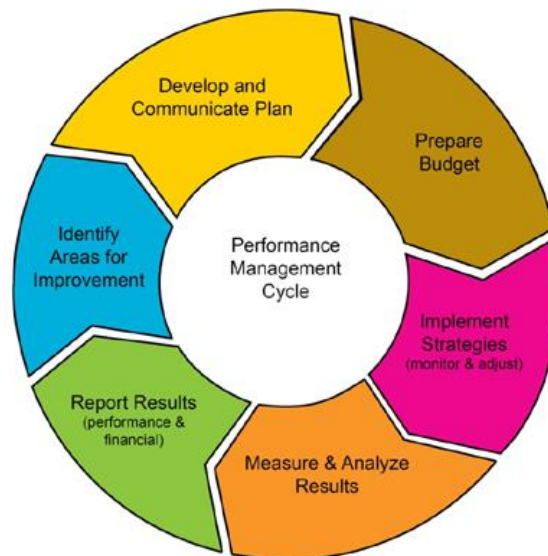 Develop and
Communicate Plan
Prepare
Budget
Implement
Strategies
(monitor & adjust)
Measure & Analyze
Results
Report Results
(performance &
financial)
Identify
Areas for
Improvement
Performance
Management
Cycle